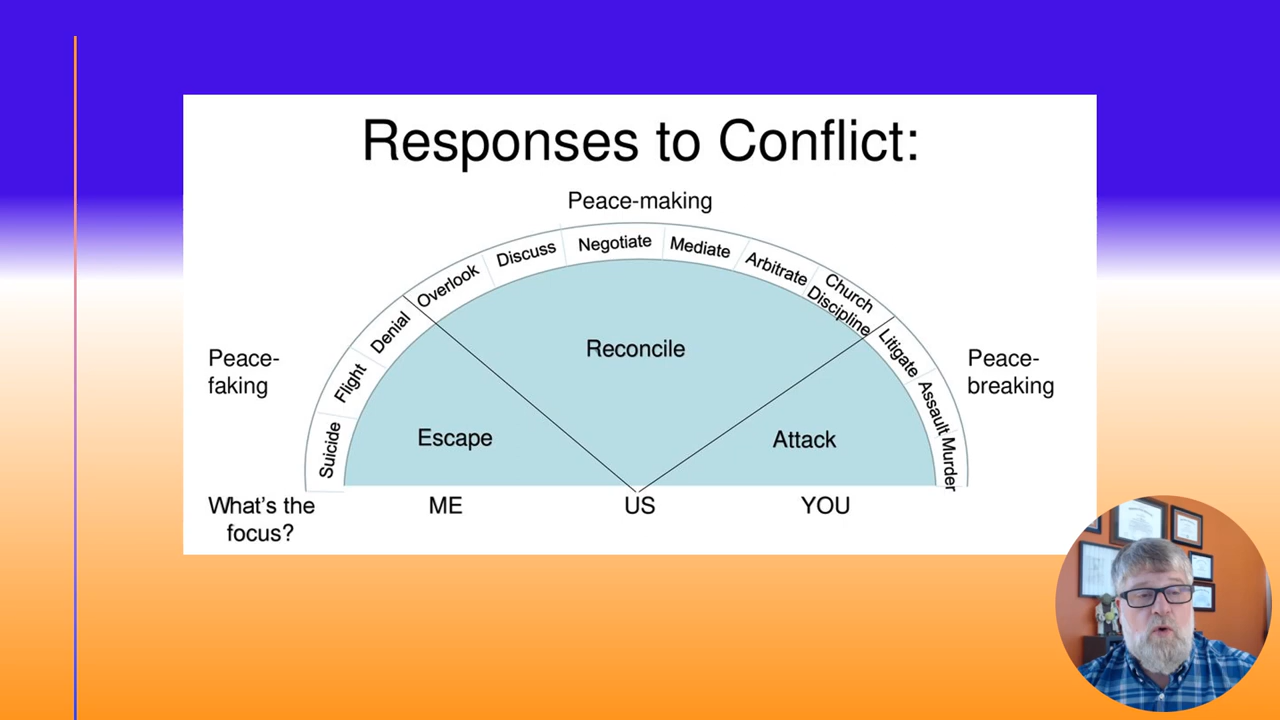 Responses to Conflict:
Peace-making
Suicide
Flight
Denial
Overlook
Discuss
Negotiate
Mediate
Arbitrate
Church
Discipline
Litigate
Assault
Murder
Peace-
faking
Reconcile
Peace-
breaking
Escape
Attack
What's the
focus?
ME
US
YOU